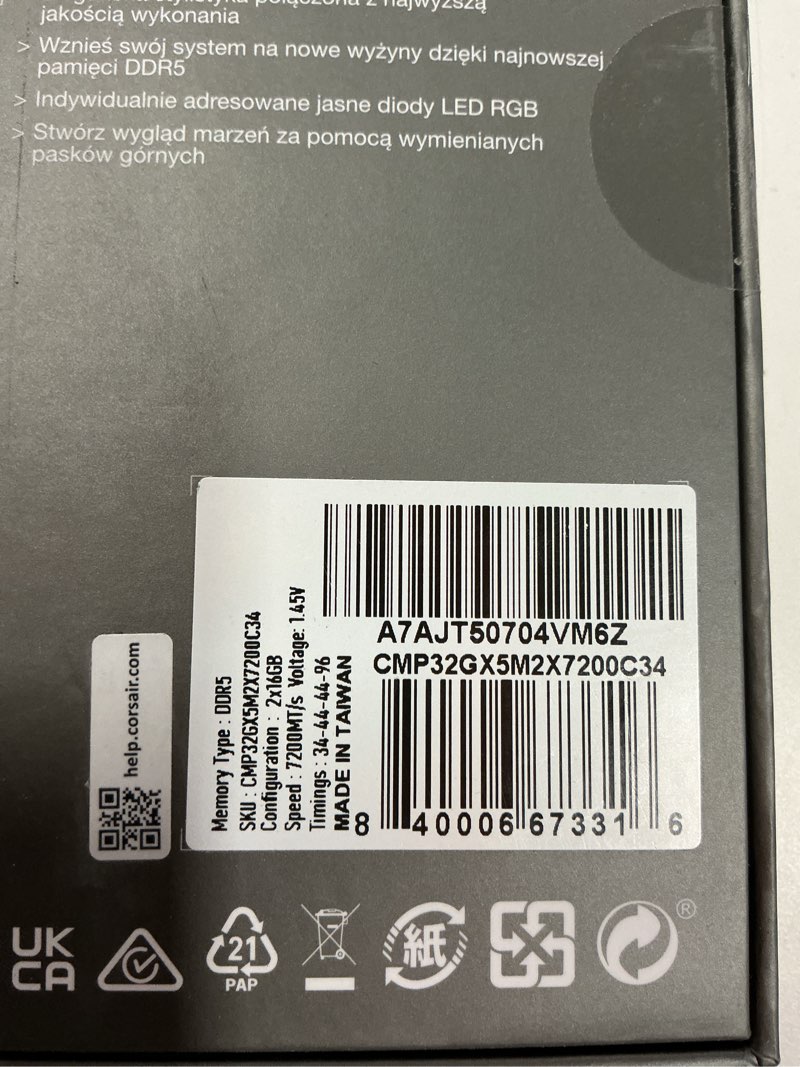 najwyższą
jakością wykonania
> Wznieś swój system na nowe wyżyny dzięki najnowszej
pamięci DDR5
> Indywidualnie adresowane jasne diody LED RGB
> Stwórz wygląd marzeń za pomocą wymienianych
pasków górnych
help.corsair.com
Memory Type : DDR5
SKU : CMP32GX5M2X7200C34
Configuration : 2x16GB
Speed : 7200MT/s Voltage: 1.45V
Timings : 34-44-44-96
MADE IN TAIWAN
A7AJT50704VM6Z
CMP32GX5M2X7200C34
8 40006 67331 6
UK
CA
21
PAP
紙
®